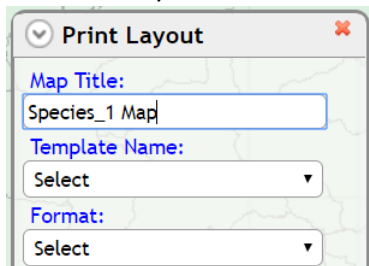 Print Layout
Map Title:
Species_1 Map
Template Name:
Select
Format:
Select